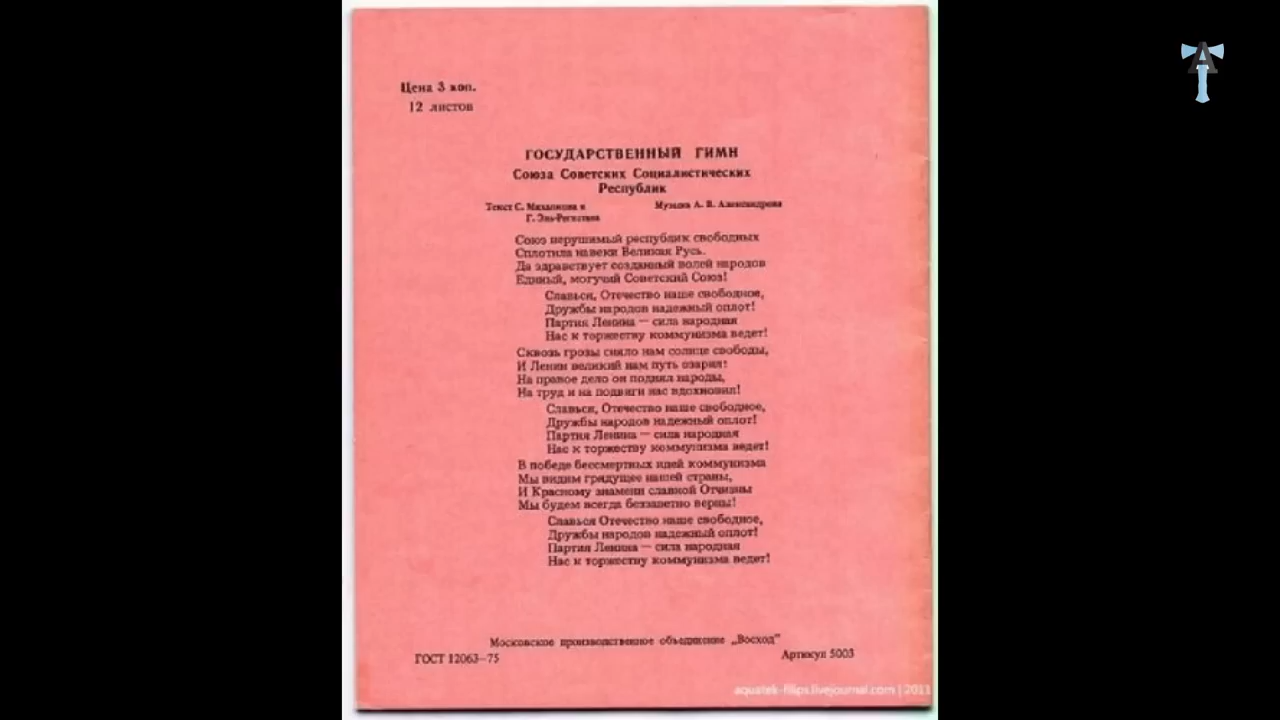 Цена 3 коп.
12 листов
ГОСУДАРСТВЕННЫЙ ГИМН
Союза Советских Социалистических
Республик
Текст С. Михалкова и
Г. Эль-Регистана
Музыка А. В. Александрова
Союз нерушимый республик свободных
Сплотила навеки Великая Русь.
Да здравствует созданный волей народов
Единый, могучий Советский Союз!
Славься, Отечество наше свободное,
Дружбы народов надежный оплот!
Партия Ленина — сила народная
Нас к торжеству коммунизма ведет!
Сквозь грозы сияло нам солнце свободы,
И Ленин великий нам путь озарил:
На правое дело он поднял народы,
На труд и на подвиги нас вдохновил!
Славься, Отечество наше свободное,
Дружбы народов надежный оплот!
Партия Ленина — сила народная
Нас к торжеству коммунизма ведет!
В победе бессмертных идей коммунизма
Мы видим грядущее нашей страны,
И Красному знамени славной Отчизны
Мы будем всегда беззаветно верны!
Славься Отечество наше свободное,
Дружбы народов надежный оплот!
Партия Ленина — сила народная
Нас к торжеству коммунизма ведет!
Московское производственное объединение „Восход"
ГОСТ 12063—75
Артикул 5003
aquatek-filips.livejournal.com | 2011